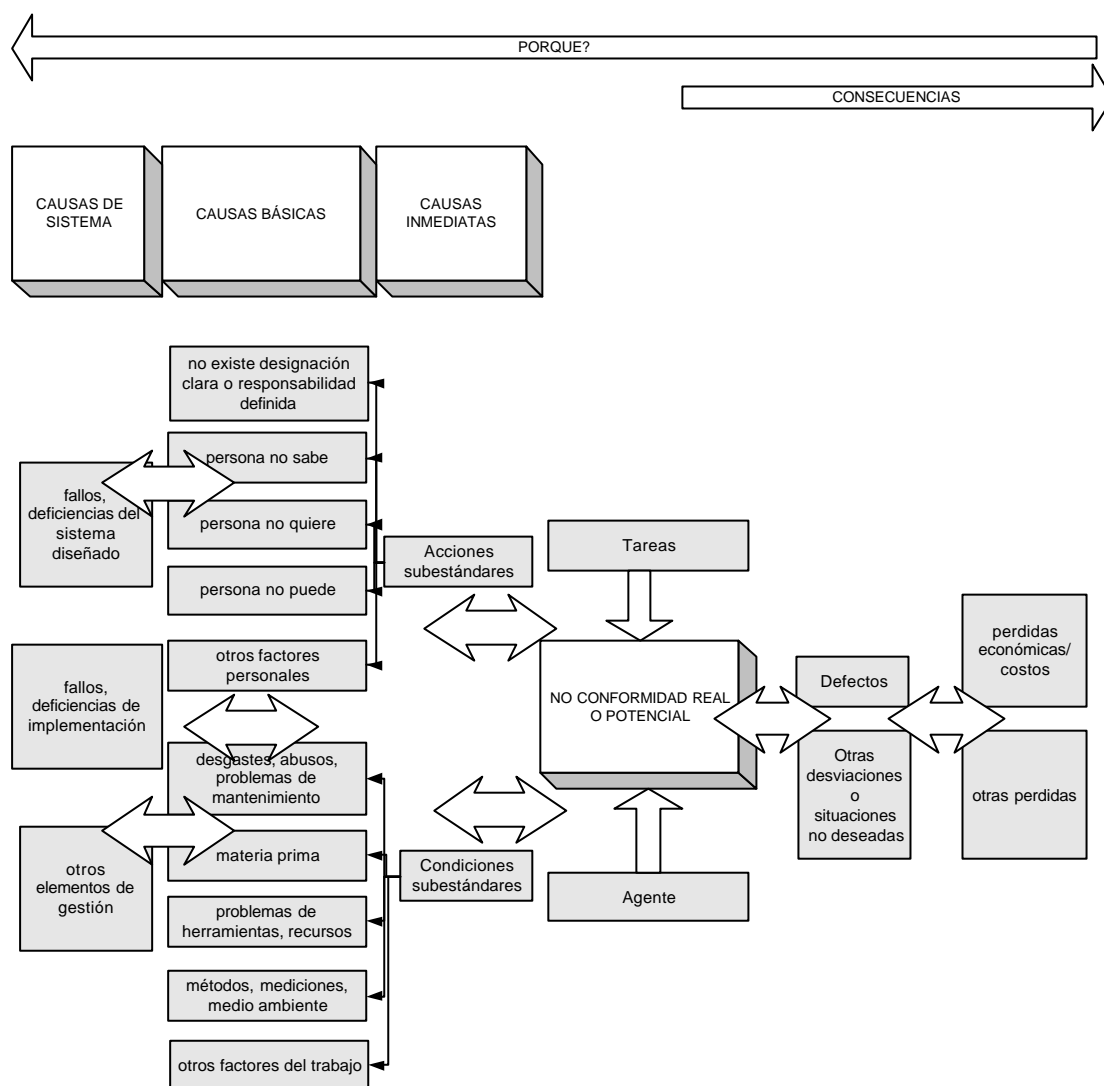 PORQUE?
CONSECUENCIAS
CAUSAS DE
SISTEMA
CAUSAS BÁSICAS
CAUSAS
INMEDIATAS
no existe designación
clara o responsabilidad
definida
persona no sabe
fallos,
deficiencias del
sistema
diseñado
persona no quiere
persona no puede
Acciones
subestándares
Tareas
otros factores
personales
fallos,
deficiencias de
implementación
NO CONFORMIDAD REAL
O POTENCIAL
Defectos
perdidas
económicas/
costos
desgastes, abusos,
problemas de
mantenimiento
Otras
desviaciones
o
situaciones
no deseadas
otras perdidas
otros
elementos de
gestión
materia prima
Condiciones
subestándares
Agente
problemas de
herramientas, recursos
métodos, mediciones,
medio ambiente
otros factores del trabajo